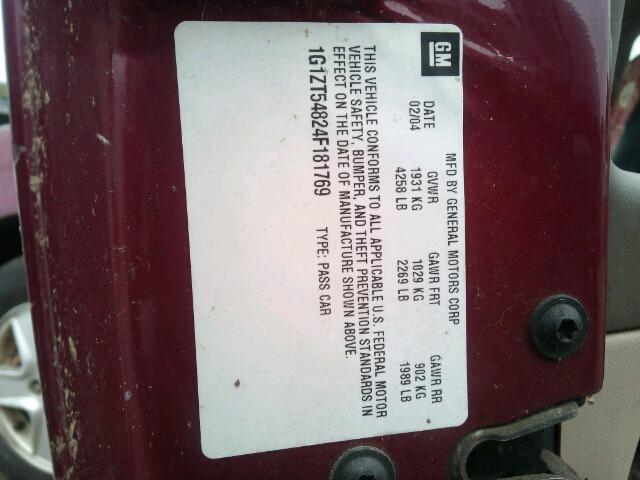 GM
MFD BY GENERAL MOTORS CORP
DATE GVWR GAWR FRT GAWR RR
02/04 1931 KG 1029 KG 902 KG
4258 LB 2269 LB 1989 LB
THIS VEHICLE CONFORMS TO ALL APPLICABLE U.S. FEDERAL MOTOR
VEHICLE SAFETY, BUMPER, AND THEFT PREVENTION STANDARDS IN
EFFECT ON THE DATE OF MANUFACTURE SHOWN ABOVE.
1G1ZT54824F181769 TYPE: PASS CAR